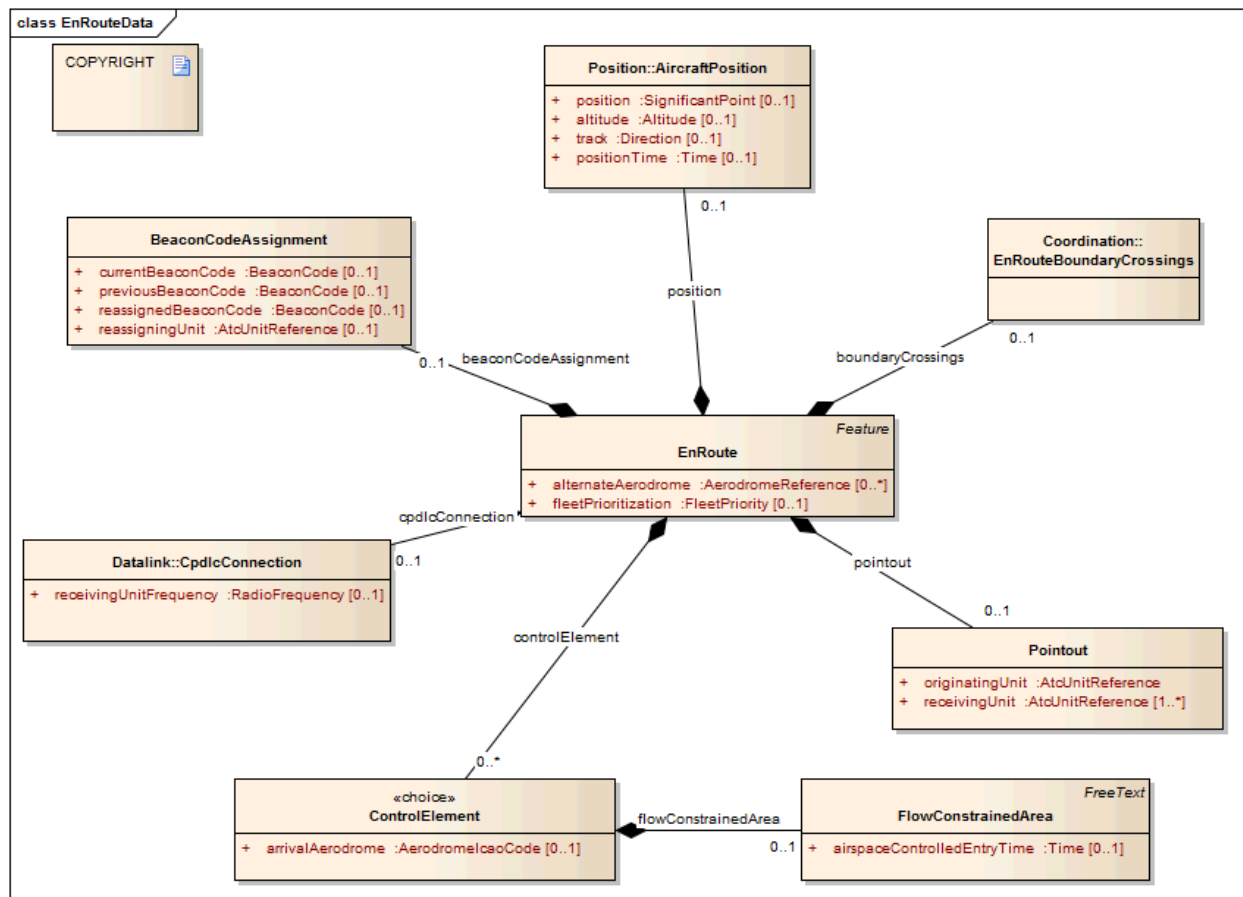 class EnRouteData
COPYRIGHT
Position::AircraftPosition
+ position :SignificantPoint [0..1]
+ altitude :Altitude [0..1]
+ track :Direction [0..1]
+ positionTime :Time [0..1]
0..1
BeaconCodeAssignment
+ currentBeaconCode :BeaconCode [0..1]
+ previousBeaconCode :BeaconCode [0..1]
+ reassignedBeaconCode :BeaconCode [0..1]
+ reassigningUnit :AtcUnitReference [0..1]
Coordination::
EnRouteBoundaryCrossings
position
0..1
beaconCodeAssignment
0..1
boundaryCrossings
Feature
EnRoute
+ alternateAerodrome :AerodromeReference [0..*]
+ fleetPrioritization :FleetPriority [0..1]
cpdlcConnection
0..1
Datalink::CpdlcConnection
+ receivingUnitFrequency :RadioFrequency [0..1]
pointout
0..1
controlElement
Pointout
+ originatingUnit :AtcUnitReference
+ receivingUnit :AtcUnitReference [1..*]
0..*
«choice»
ControlElement
+ arrivalAerodrome :AerodromeIcaoCode [0..1]
flowConstrainedArea
0..1
FreeText
FlowConstrainedArea
+ airspaceControlledEntryTime :Time [0..1]